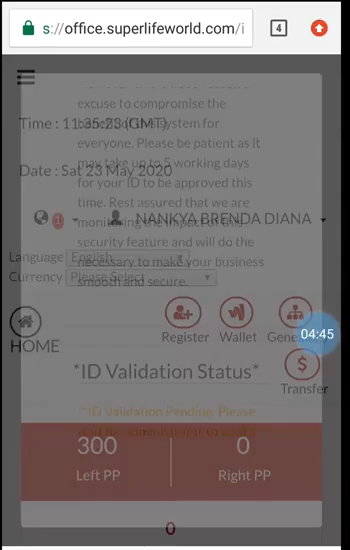 s://office.superlifeworld.com/i
4
excuse to compromise the
Time : 11:35:23 (GMT)
system for
everyone. Please be patient as it
may take up to 5 working days
Date : Sat 23 May 2020
for your ID to be approved this
time. Rest assured that we are
1
NANKYA BRENDA DIANA
monitoring the impact of this
security feature and will do the
Language English
necessary to make your business
Currency Please Select
smooth and secure.
Register Wallet Gene
04:45
HOME
*ID Validation Status*
Transfer
**ID Validation Pending. Please
300 0
Left PP Right PP
0